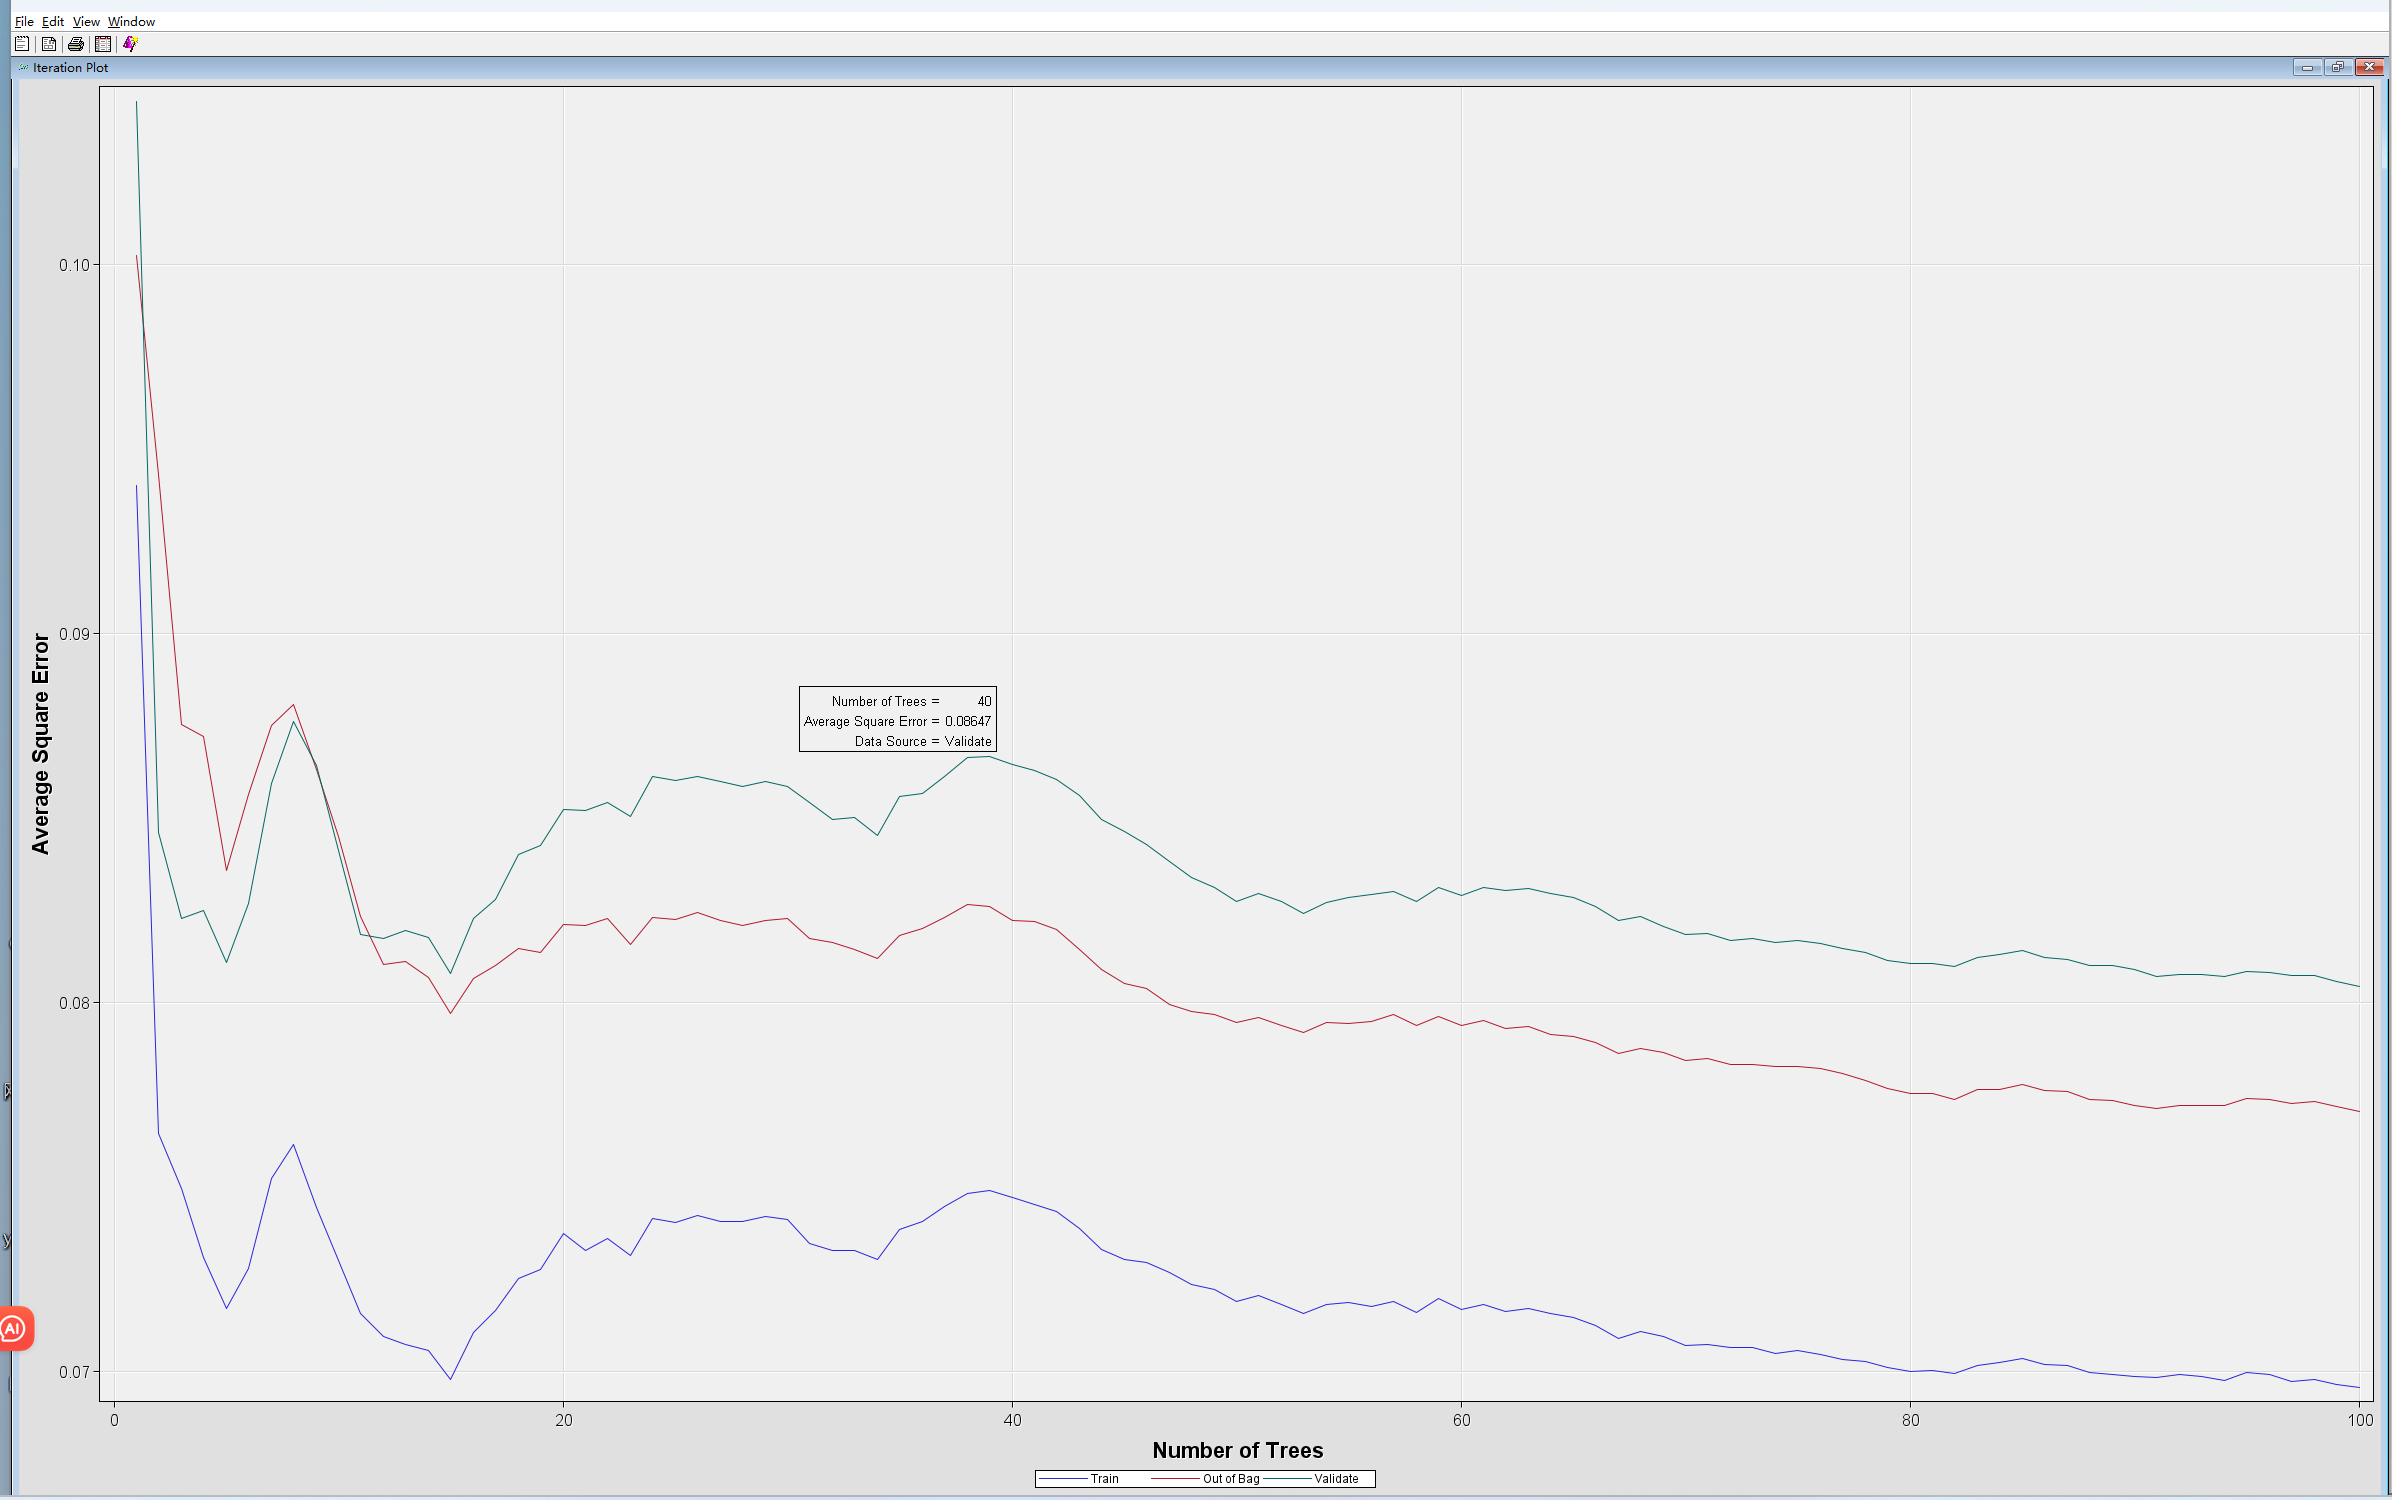 File Edit View Window
Iteration Plot
0.10
0.09
0.08
0.07
Average Square Error
Number of Trees = 40
Average Square Error = 0.08647
Data Source = Validate
0 20 40 60 80 100
Number of Trees
Train Out of Bag Validate
AI
y